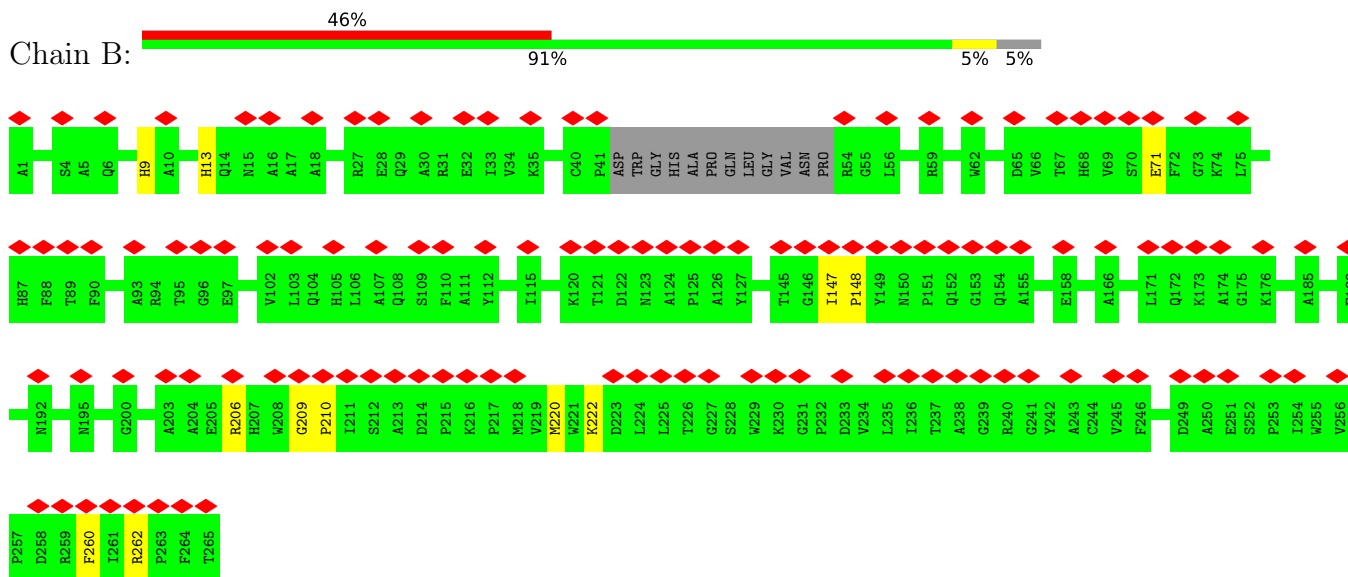 46%
Chain B:
91% 5% 5%
A1 S4 A5 Q6 H9 A10 H13 Q14 N15 A16 A17 A18 R27 E28 Q29 A30 R31 E32 I33 V34 K35 C40 P41 ASP TRP GLY HIS ALA PRO GLN LEU GLY VAL ASN PRO R54 G55 L56 R59 W62 D65 V66 T67 H68 V69 S70 E71 F72 G73 K74 L75
H87 F88 T89 F90 A93 R94 T95 G96 E97 V102 L103 Q104 H105 L106 A107 Q108 S109 F110 A111 Y112 I115 K120 T121 D122 N123 A124 P125 A126 Y127 T145 G146 I147 P148 Y149 N150 P151 Q152 G153 Q154 A155 E158 A166 L171 Q172 K173 A174 G175 K176 A185
N192 N195 G200 A203 A204 E205 R206 H207 W208 G209 P210 I211 S212 A213 D214 P215 K216 P217 M218 V219 M220 W221 K222 D223 L224 L225 T226 G227 S228 W229 K230 G231 P232 D233 V234 L235 I236 T237 A238 G239 R240 G241 Y242 A243 C244 V245 F246 D249 A250 E251 S252 P253 I254 W255 V256
P257 D258 R259 F260 I261 R262 P263 F264 T265